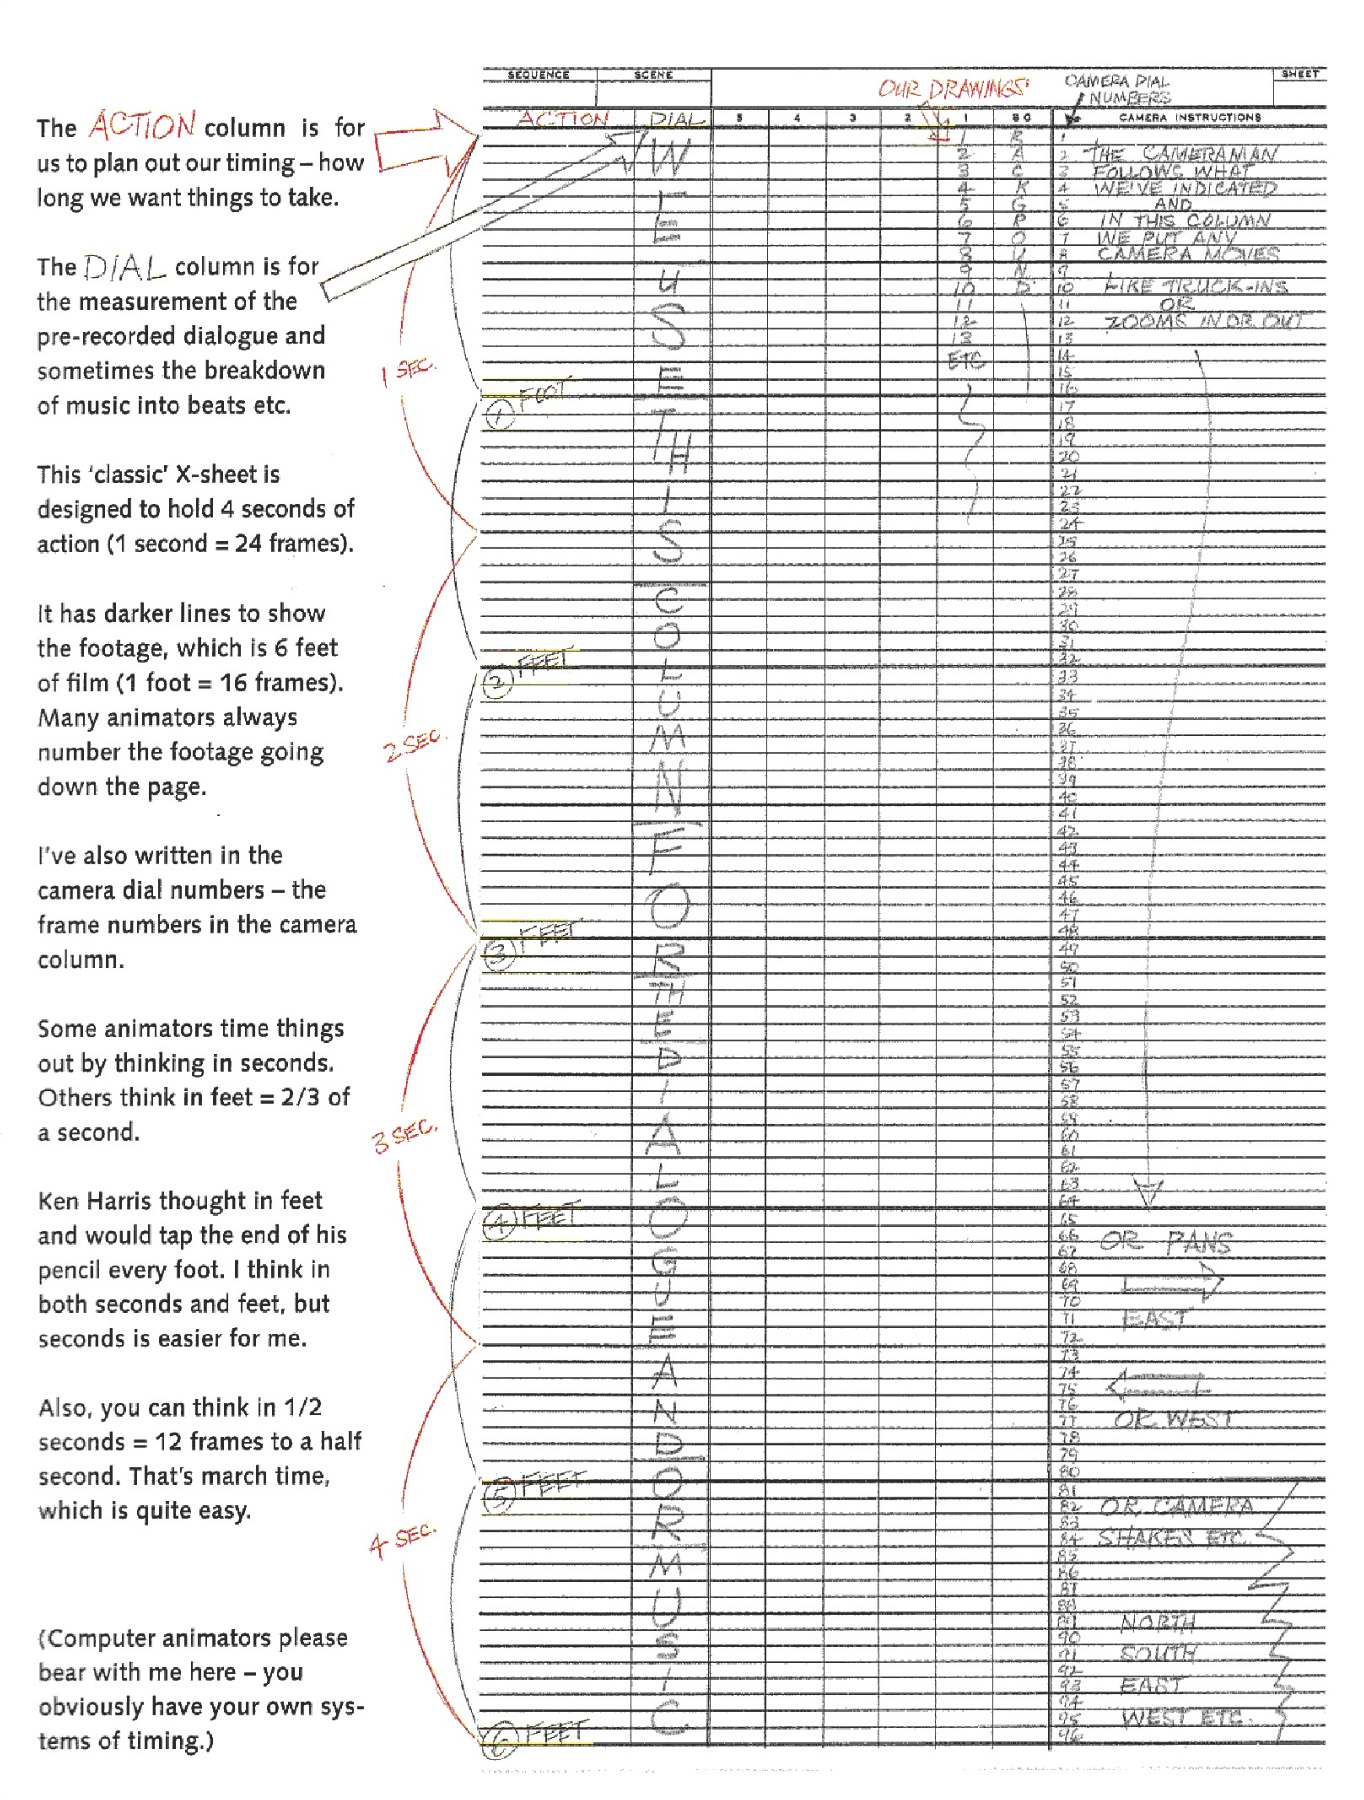 The ACTION column is for
us to plan out our timing – how
long we want things to take.
The DIAL column is for
the measurement of the
pre-recorded dialogue and
sometimes the breakdown
of music into beats etc.
This ‘classic’ X-sheet is
designed to hold 4 seconds of
action (1 second = 24 frames).
It has darker lines to show
the footage, which is 6 feet
of film (1 foot = 16 frames).
Many animators always
number the footage going
down the page.
I’ve also written in the
camera dial numbers – the
frame numbers in the camera
column.
Some animators time things
out by thinking in seconds.
Others think in feet = 2/3 of
a second.
Ken Harris thought in feet
and would tap the end of his
pencil every foot. I think in
both seconds and feet, but
seconds is easier for me.
Also, you can think in 1/2
seconds = 12 frames to a half
second. That’s march time,
which is quite easy.
(Computer animators please
bear with me here – you
obviously have your own sys-
tems of timing.)
1 SEC.
2 SEC.
3 SEC.
4 SEC.
SEQUENCE
SCENE
OUR DRAWINGS
CAMERA DIAL
NUMBERS
SHEET
ACTION
DIAL
5
4
3
2
1
BG
CAMERA INSTRUCTIONS
1 FOOT
2 FEET
3 FEET
4 FEET
5 FEET
6 FEET
WE USE THIS COLUMN FOR THE DIALOGUE AND OR MUSIC
1
2
3
4
5
6
7
8
9
10
11
12
13
ETC
BACKGROUND
1
2
3
4
5
6
7
8
9
10
11
12
13
14
15
16
17
18
19
20
21
22
23
24
25
26
27
28
29
30
31
32
33
34
35
36
37
38
39
40
41
42
43
44
45
46
47
48
49
50
51
52
53
54
55
56
57
58
59
60
61
62
63
64
65
66
67
68
69
70
71
72
73
74
75
76
77
78
79
80
81
82
83
84
85
86
87
88
89
90
91
92
93
94
95
96
THE CAMERAMAN
FOLLOWS WHAT
WE'VE INDICATED
AND
IN THIS COLUMN
WE PUT ANY
CAMERA MOVES
LIKE TRUCK-INS
OR
ZOOMS IN OR OUT
OR PANS
EAST
OR WEST
OR CAMERA
SHAKES ETC.
NORTH
SOUTH
EAST
WEST ETC.